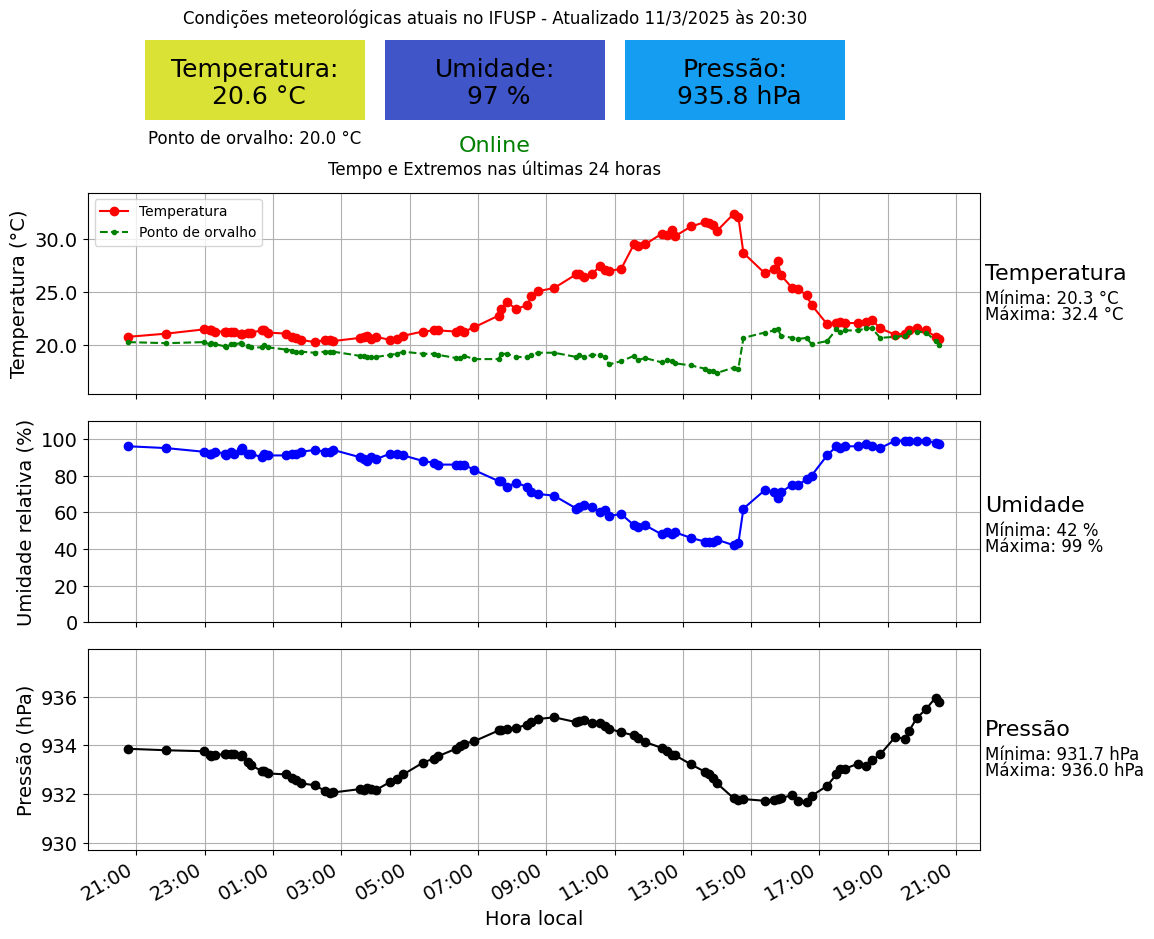 Condições meteorológicas atuais no IFUSP - Atualizado 11/3/2025 às 20:30
Temperatura:
20.6 °C
Umidade:
97 %
Pressão:
935.8 hPa
Ponto de orvalho: 20.0 °C
Online
Tempo e Extremos nas últimas 24 horas
Temperatura (°C)
30.0
25.0
20.0
Temperatura
Ponto de orvalho
Temperatura
Mínima: 20.3 °C
Máxima: 32.4 °C
Umidade relativa (%)
100
80
60
40
20
0
Umidade
Mínima: 42 %
Máxima: 99 %
Pressão (hPa)
936
934
932
930
Pressão
Mínima: 931.7 hPa
Máxima: 936.0 hPa
21:00
23:00
01:00
03:00
05:00
07:00
09:00
11:00
13:00
15:00
17:00
19:00
21:00
Hora local